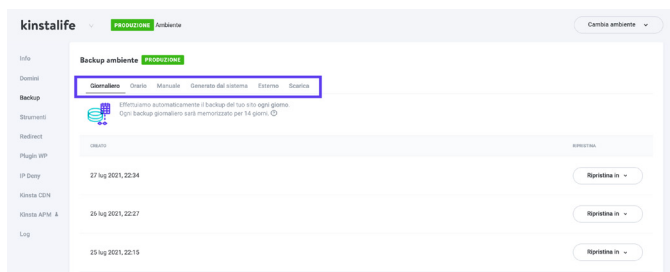 kinstalife
PRODUZIONE Ambiente
Cambia ambiente
Info
Domini
Backup
Strumenti
Redirect
Plugin WP
IP Deny
Kinsta CDN
Kinsta APM
Log
Backup ambiente PRODUZIONE
Giornaliero Orario Manuale Generato dal sistema Esterno Scarica
Effettuiamo automaticamente il backup del tuo sito ogni giorno.
Ogni backup giornaliero sarà memorizzato per 14 giorni.
CREATO RIPRISTINA
27 lug 2021, 22:34 Ripristina in
26 lug 2021, 22:27 Ripristina in
25 lug 2021, 22:15 Ripristina in